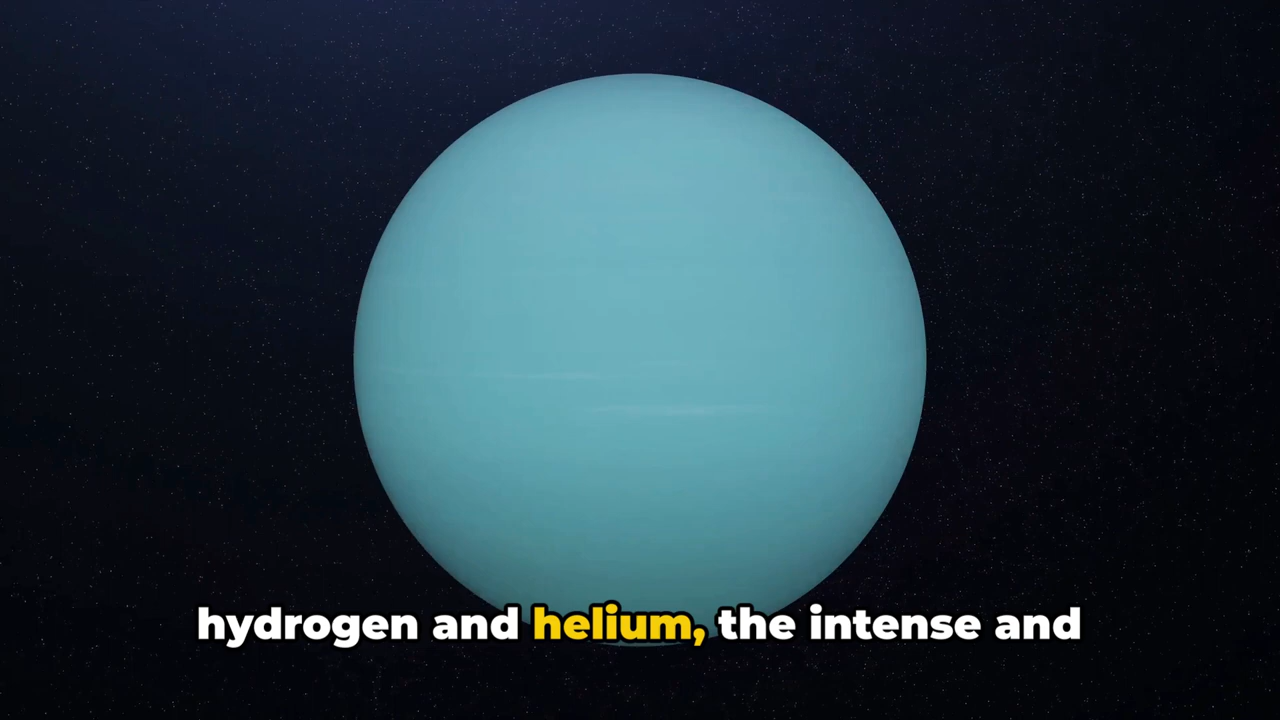 hydrogen and helium, the intense and